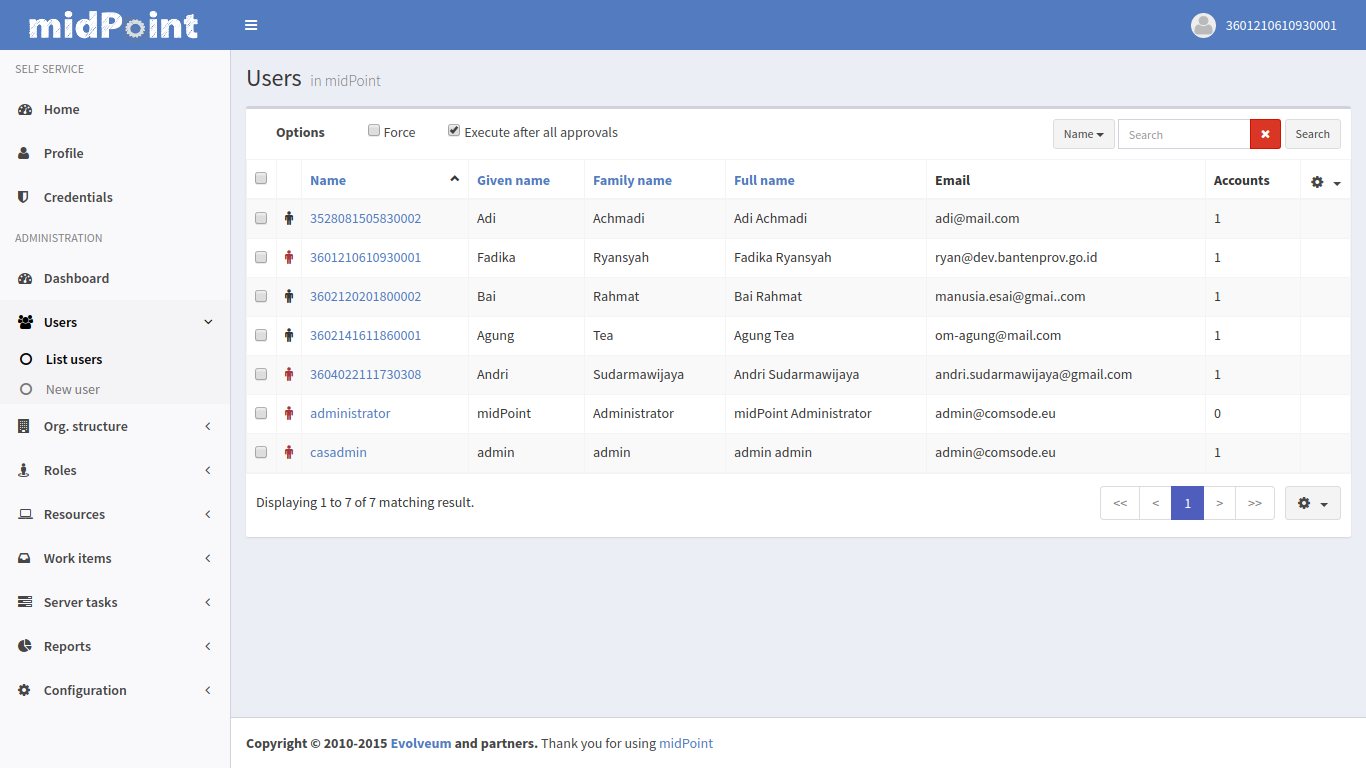 midPoint
3601210610930001
SELF SERVICE
Home
Profile
Credentials
ADMINISTRATION
Dashboard
Users
List users
New user
Org. structure
Roles
Resources
Work items
Server tasks
Reports
Configuration
Users in midPoint
Options Force Execute after all approvals Name Search Search
Name Given name Family name Full name Email Accounts
3528081505830002 Adi Achmadi Adi Achmadi adi@mail.com 1
3601210610930001 Fadika Ryansyah Fadika Ryansyah ryan@dev.bantenprov.go.id 1
3602120201800002 Bai Rahmat Bai Rahmat manusia.esai@gmai..com 1
3602141611860001 Agung Tea Agung Tea om-agung@mail.com 1
3604022111730308 Andri Sudarmawijaya Andri Sudarmawijaya andri.sudarmawijaya@gmail.com 1
administrator midPoint Administrator midPoint Administrator admin@comsode.eu 0
casadmin admin admin admin admin admin@comsode.eu 1
Displaying 1 to 7 of 7 matching result. << < 1 > >>
Copyright © 2010-2015 Evolveum and partners. Thank you for using midPoint